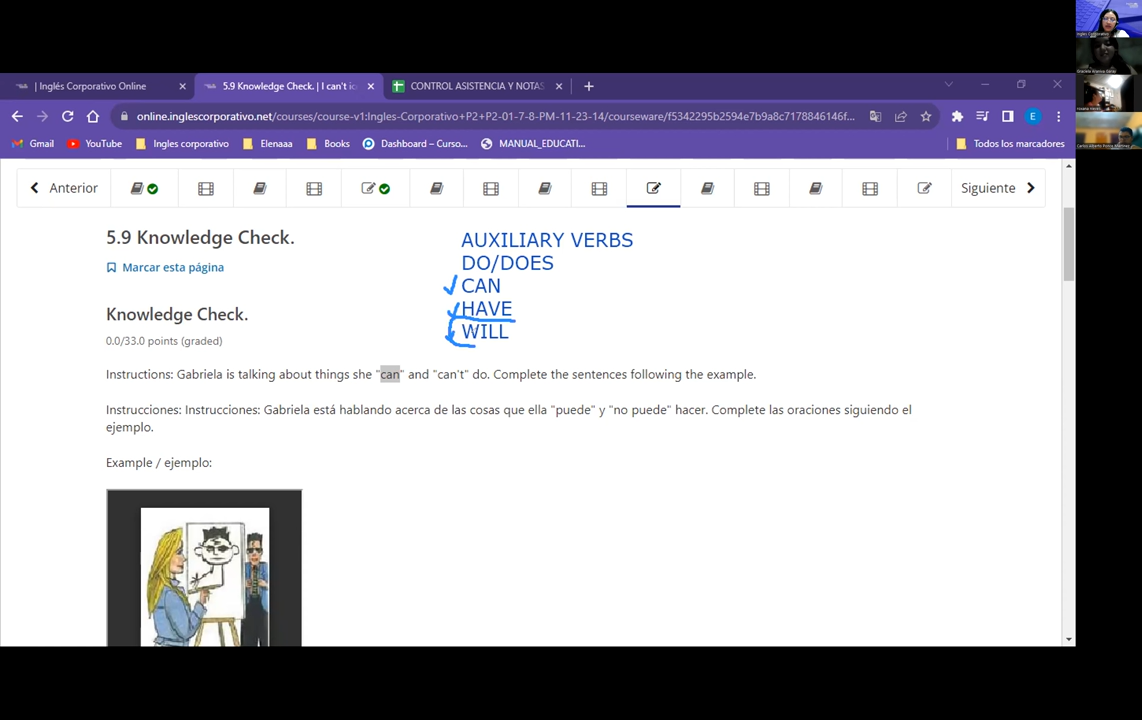 | Inglés Corporativo Online
5.9 Knowledge Check. | I can't ic
CONTROL ASISTENCIA Y NOTAS
online.inglescorporativo.net/courses/course-v1:Ingles-Corporativo+P2+P2-01-7-8-PM-11-23-14/courseware/f5342295b2594e7b9a8c7178846146f...
E
Gmail
YouTube
Ingles corporativo
Elenaaa
Books
Dashboard – Curso...
MANUAL_EDUCATI...
Todos los marcadores
Anterior
Siguiente
5.9 Knowledge Check.
Marcar esta página
AUXILIARY VERBS
DO/DOES
CAN
HAVE
WILL
Knowledge Check.
0.0/33.0 points (graded)
Instructions: Gabriela is talking about things she "can" and "can't" do. Complete the sentences following the example.
Instrucciones: Instrucciones: Gabriela está hablando acerca de las cosas que ella "puede" y "no puede" hacer. Complete las oraciones siguiendo el
ejemplo.
Example / ejemplo: